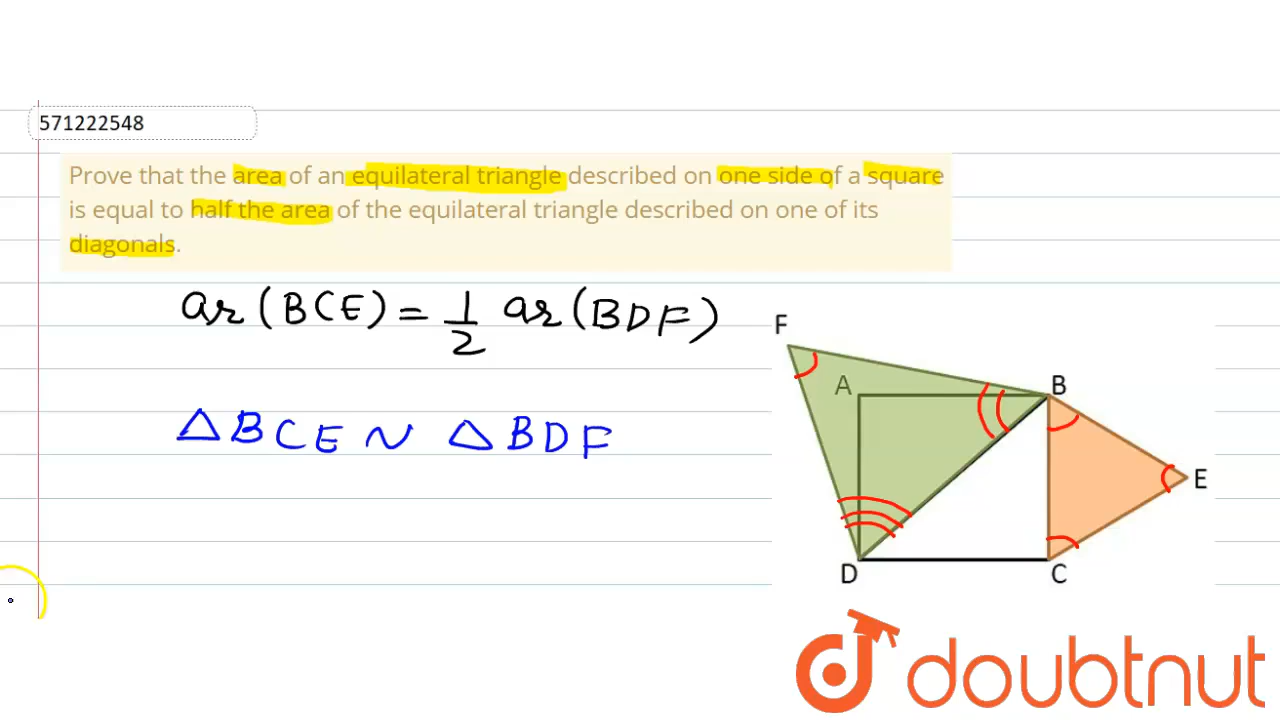 571222548
Prove that the area of an equilateral triangle described on one side of a square
is equal to half the area of the equilateral triangle described on one of its
diagonals.
ar (BCE) = 1/2 ar (BDF)
△BCE ~ △BDF
F
A
B
E
D
C
doubtnut